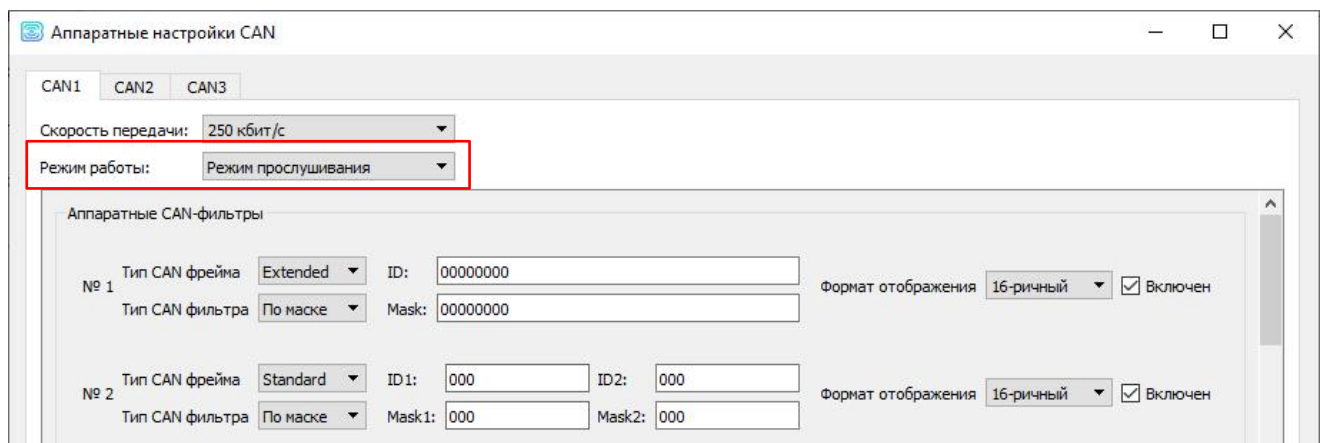 Аппаратные настройки CAN
CAN1 CAN2 CAN3
Скорость передачи: 250 кбит/с
Режим работы: Режим прослушивания
Аппаратные CAN-фильтры
№ 1
Тип CAN фрейма Extended ID: 00000000
Тип CAN фильтра По маске Mask: 00000000
Формат отображения 16-ричный Включен
№ 2
Тип CAN фрейма Standard ID1: 000 ID2: 000
Тип CAN фильтра По маске Mask1: 000 Mask2: 000
Формат отображения 16-ричный Включен